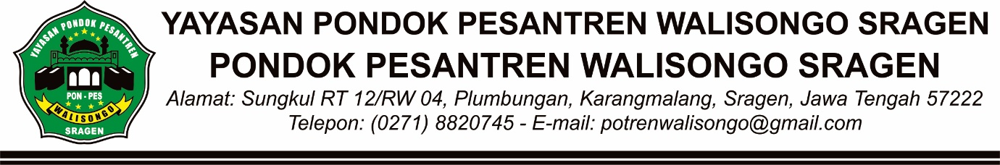 YAYASAN PONDOK PESANTREN
PON - PES
WALISONGO
SRAGEN
YAYASAN PONDOK PESANTREN WALISONGO SRAGEN
PONDOK PESANTREN WALISONGO SRAGEN
Alamat: Sungkul RT 12/RW 04, Plumbungan, Karangmalang, Sragen, Jawa Tengah 57222
Telepon: (0271) 8820745 - E-mail: potrenwalisongo@gmail.com